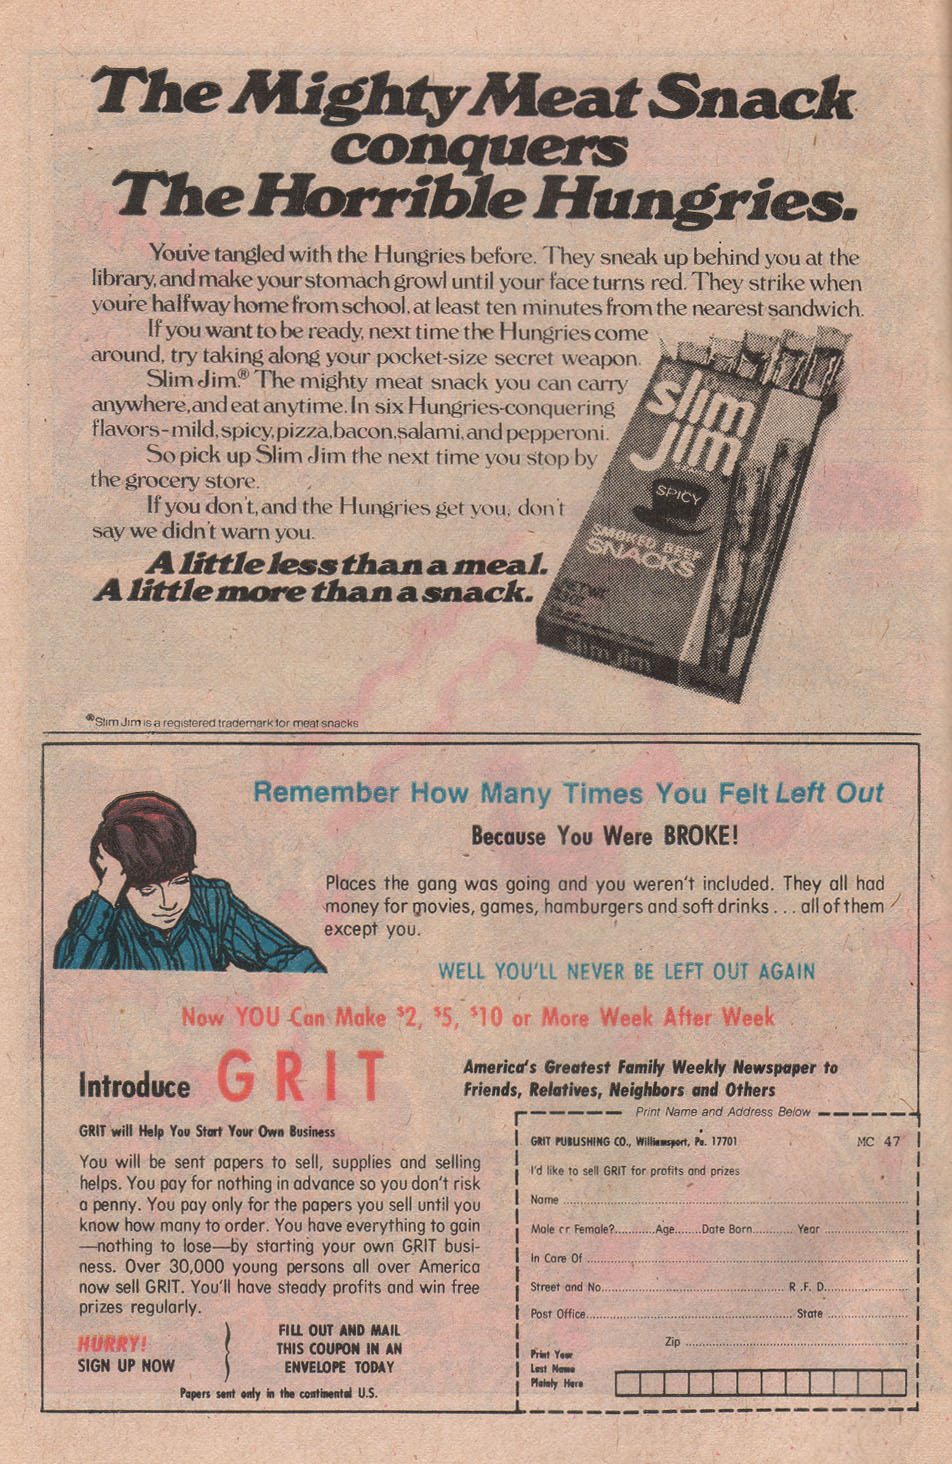 The Mighty Meat Snack
conquers
The Horrible Hungries.
You've tangled with the Hungries before. They sneak up behind you at the
library, and make your stomach growl until your face turns red. They strike when
you're halfway home from school, at least ten minutes from the nearest sandwich.
If you want to be ready, next time the Hungries come
around, try taking along your pocket-size secret weapon.
Slim Jim.® The mighty meat snack you can carry
anywhere, and eat anytime. In six Hungries-conquering
flavors-mild, spicy, pizza, bacon, salami, and pepperoni.
So pick up Slim Jim the next time you stop by
the grocery store.
If you don't, and the Hungries get you, don't
say we didn't warn you.
A little less than a meal.
A little more than a snack.
slim
jim
SPICY
SMOKED BEEF
SNACKS
NET WT
slim jim
®Slim Jim is a registered trademark for meat snacks
Remember How Many Times You Felt Left Out
Because You Were BROKE!
Places the gang was going and you weren't included. They all had
money for movies, games, hamburgers and soft drinks . . . all of them
except you.
WELL YOU'LL NEVER BE LEFT OUT AGAIN
Now YOU Can Make $2, $5, $10 or More Week After Week
Introduce GRIT
America's Greatest Family Weekly Newspaper to
Friends, Relatives, Neighbors and Others
GRIT will Help You Start Your Own Business
You will be sent papers to sell, supplies and selling
helps. You pay for nothing in advance so you don't risk
a penny. You pay only for the papers you sell until you
know how many to order. You have everything to gain
—nothing to lose—by starting your own GRIT busi-
ness. Over 30,000 young persons all over America
now sell GRIT. You'll have steady profits and win free
prizes regularly.
HURRY!
SIGN UP NOW
FILL OUT AND MAIL
THIS COUPON IN AN
ENVELOPE TODAY
Papers sent only in the continental U.S.
Print Name and Address Below
GRIT PUBLISHING CO., Williamsport, Pa. 17701 MC 47
I'd like to sell GRIT for profits and prizes
Name
Male or Female?..........Age.......Date Born.......... Year
In Care Of
Street and No. R.F.D.
Post Office State
Zip
Print Your
Last Name
Plainly Here